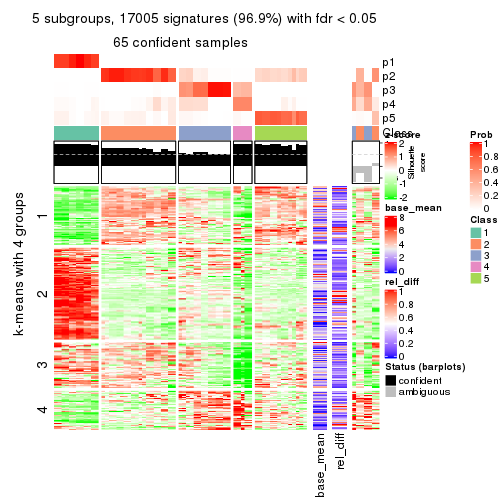 5 subgroups, 17005 signatures (96.9%) with fdr < 0.05
65 confident samples
p1
p2
p3
p4
p5
Class
z-score
2
1
0
-1
-2
Silhouette
score
base_mean
8
6
4
2
0
rel_diff
1
0.8
0.6
0.4
0.2
0
Status (barplots)
confident
ambiguous
Prob
1
0.8
0.6
0.4
0.2
0
Class
1
2
3
4
5
k-means with 4 groups
1
2
3
4
base_mean
rel_diff